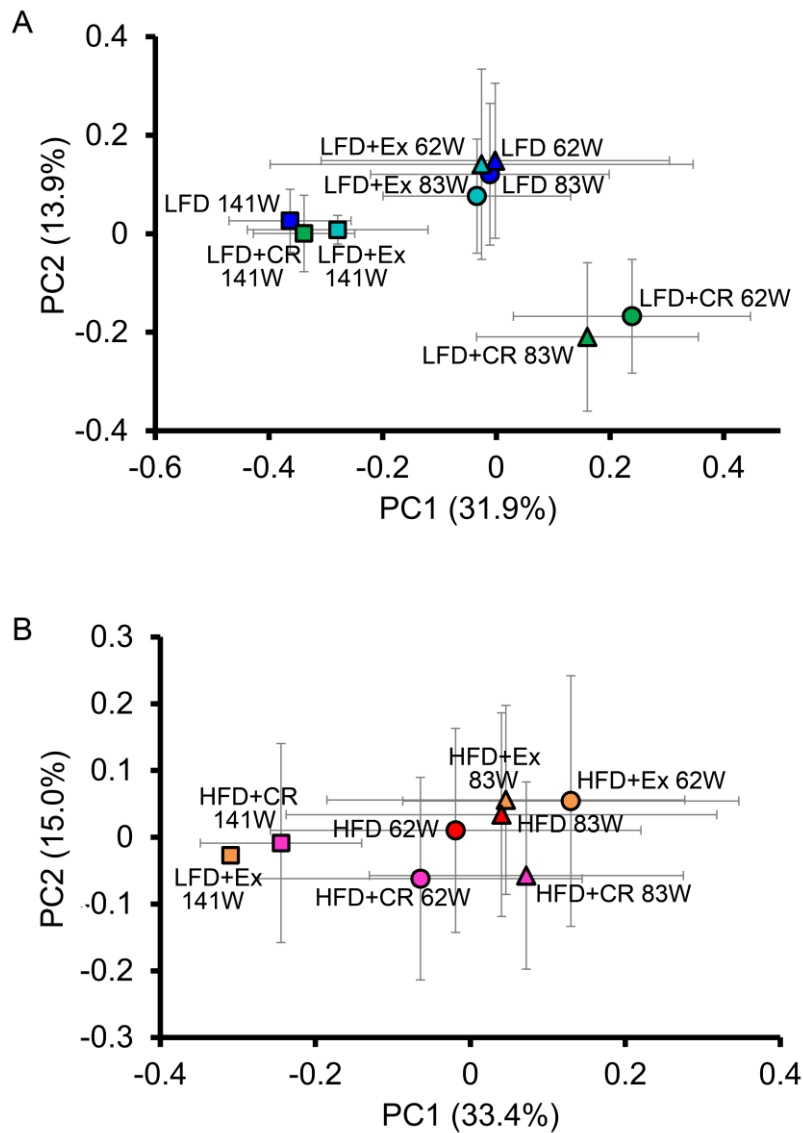 A
0.4
0.2
0
-0.2
-0.4
PC2 (13.9%)
LFD+Ex 62W
LFD 62W
LFD+Ex 83W
LFD 83W
LFD 141W
LFD+CR
141W
LFD+Ex
141W
LFD+CR 62W
LFD+CR 83W
-0.6
-0.4
-0.2
0
0.2
0.4
PC1 (31.9%)
B
0.3
0.2
0.1
0
-0.1
-0.2
-0.3
PC2 (15.0%)
HFD+Ex
83W
HFD+Ex 62W
HFD+CR
141W
HFD 62W
HFD 83W
LFD+Ex
141W
HFD+CR 62W
HFD+CR 83W
-0.4
-0.2
0
0.2
0.4
PC1 (33.4%)